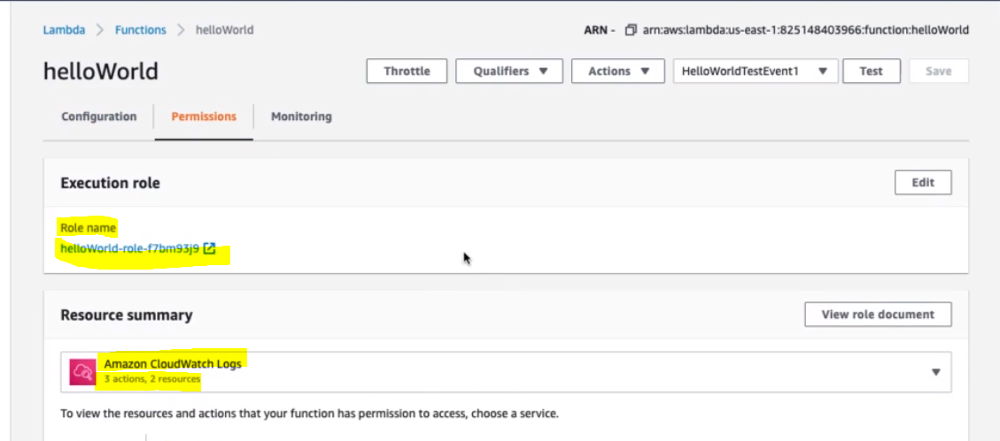 Lambda > Functions > helloWorld ARN - arn:aws:lambda:us-east-1:825148403966:function:helloWorld
helloWorld Throttle Qualifiers ▼ Actions ▼ HelloWorldTestEvent1 ▼ Test Save
Configuration Permissions Monitoring
Execution role Edit
Role name
helloWorld-role-f7bm93j9
Resource summary View role document
Amazon CloudWatch Logs
3 actions, 2 resources
To view the resources and actions that your function has permission to access, choose a service.